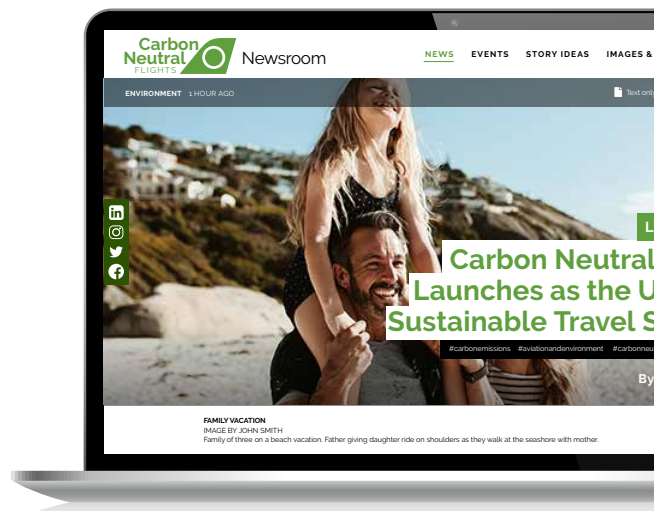 Carbon
Neutral
FLIGHTS
Newsroom
NEWS EVENTS STORY IDEAS IMAGES &
ENVIRONMENT 1 HOUR AGO
Text only
in
L
Carbon Neutral
Launches as the U
Sustainable Travel S
#carbonemissions #aviationandenvironment #carbonneu
By
FAMILY VACATION
IMAGE BY JOHN SMITH
Family of three on a beach vacation. Father giving daughter ride on shoulders as they walk at the seashore with mother.